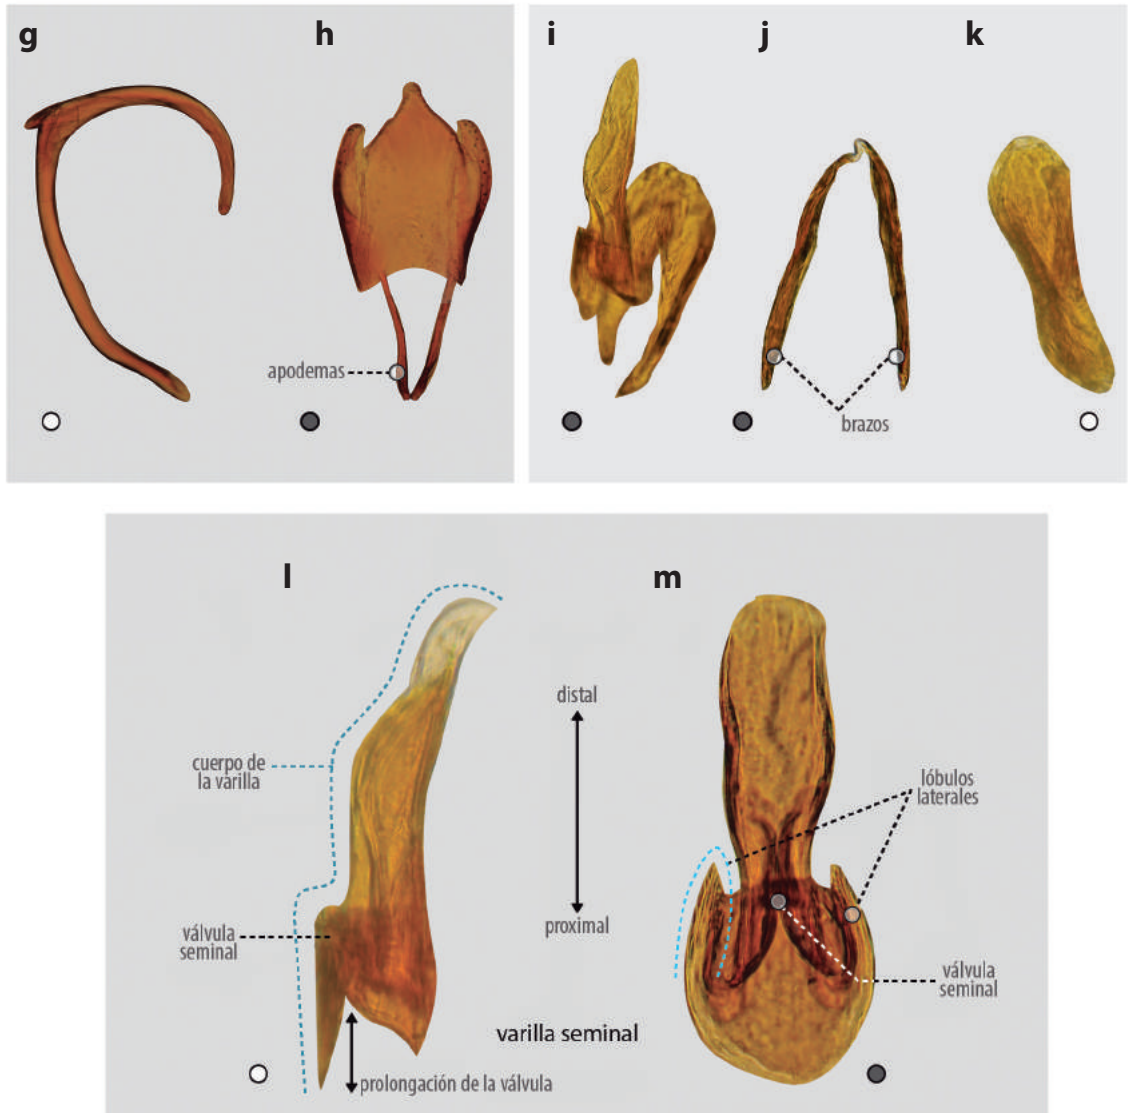 g
h
i
j
k
apodemas
brazos
l
m
distal
cuerpo de
la varilla
lóbulos
laterales
proximal
válvula
seminal
válvula
seminal
varilla seminal
prolongación de la válvula